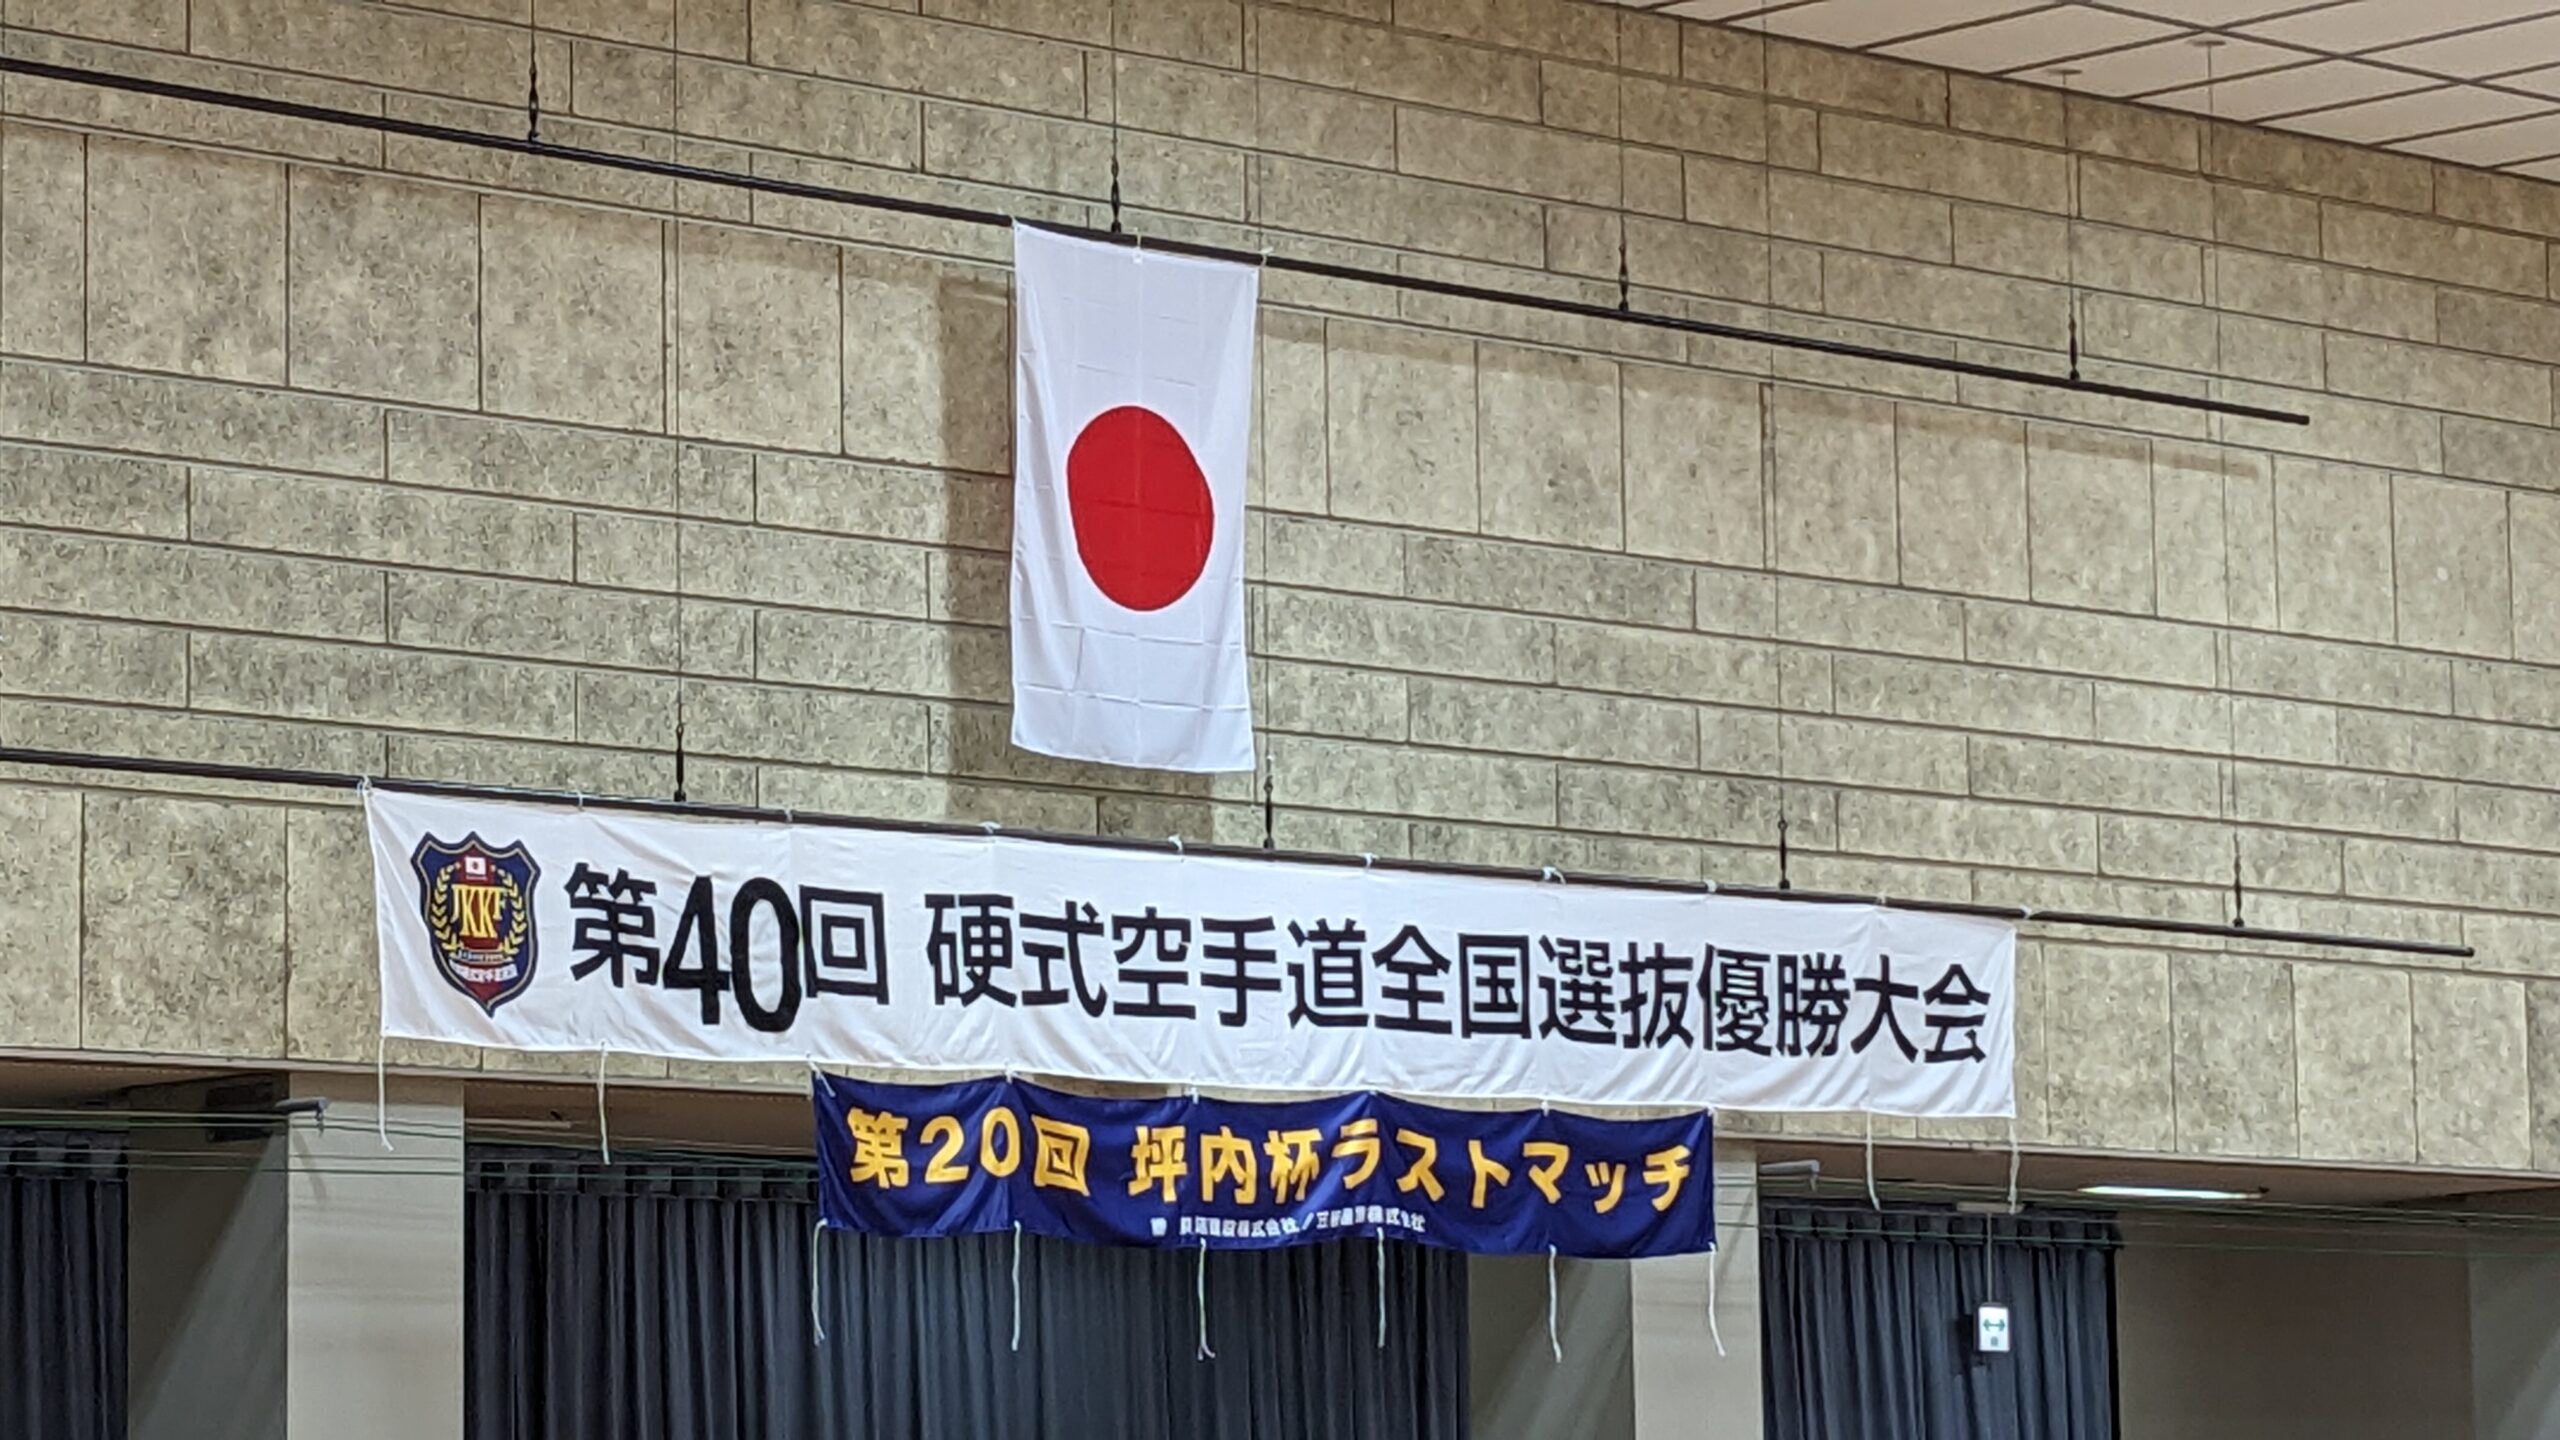 JKKF
第40回 硬式空手道全国選抜優勝大会
第20回 坪内杯ラストマッチ